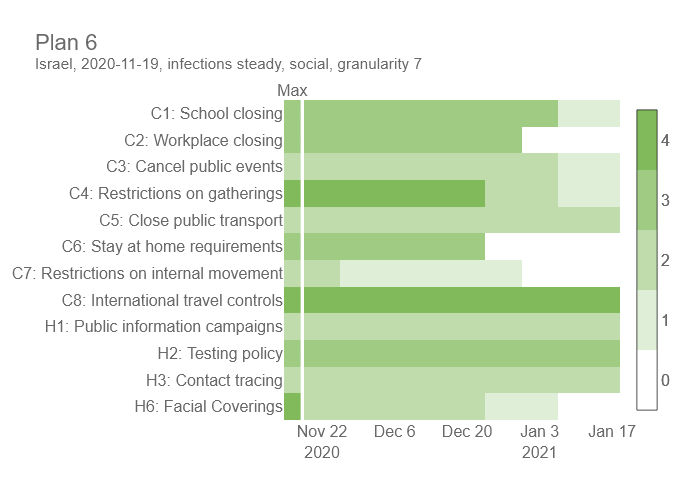 Plan 6
Israel, 2020-11-19, infections steady, social, granularity 7
Max
C1: School closing
C2: Workplace closing
C3: Cancel public events
C4: Restrictions on gatherings
C5: Close public transport
C6: Stay at home requirements
C7: Restrictions on internal movement
C8: International travel controls
H1: Public information campaigns
H2: Testing policy
H3: Contact tracing
H6: Facial Coverings
4
3
2
1
0
Nov 22 Dec 6 Dec 20 Jan 3 Jan 17
2020 2021